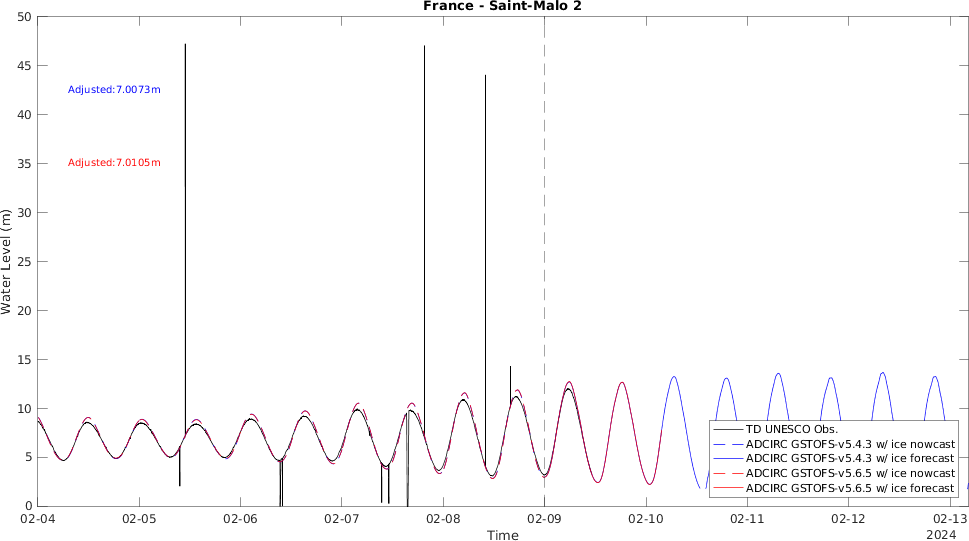 France - Saint-Malo 2
50
45
40
35
30
25
20
15
10
5
0
Water Level (m)
Adjusted:7.0073m
Adjusted:7.0105m
TD UNESCO Obs.
ADCIRC GSTOFS-v5.4.3 w/ ice nowcast
ADCIRC GSTOFS-v5.4.3 w/ ice forecast
ADCIRC GSTOFS-v5.6.5 w/ ice nowcast
ADCIRC GSTOFS-v5.6.5 w/ ice forecast
02-04 02-05 02-06 02-07 02-08 02-09 02-10 02-11 02-12 02-13
Time
2024